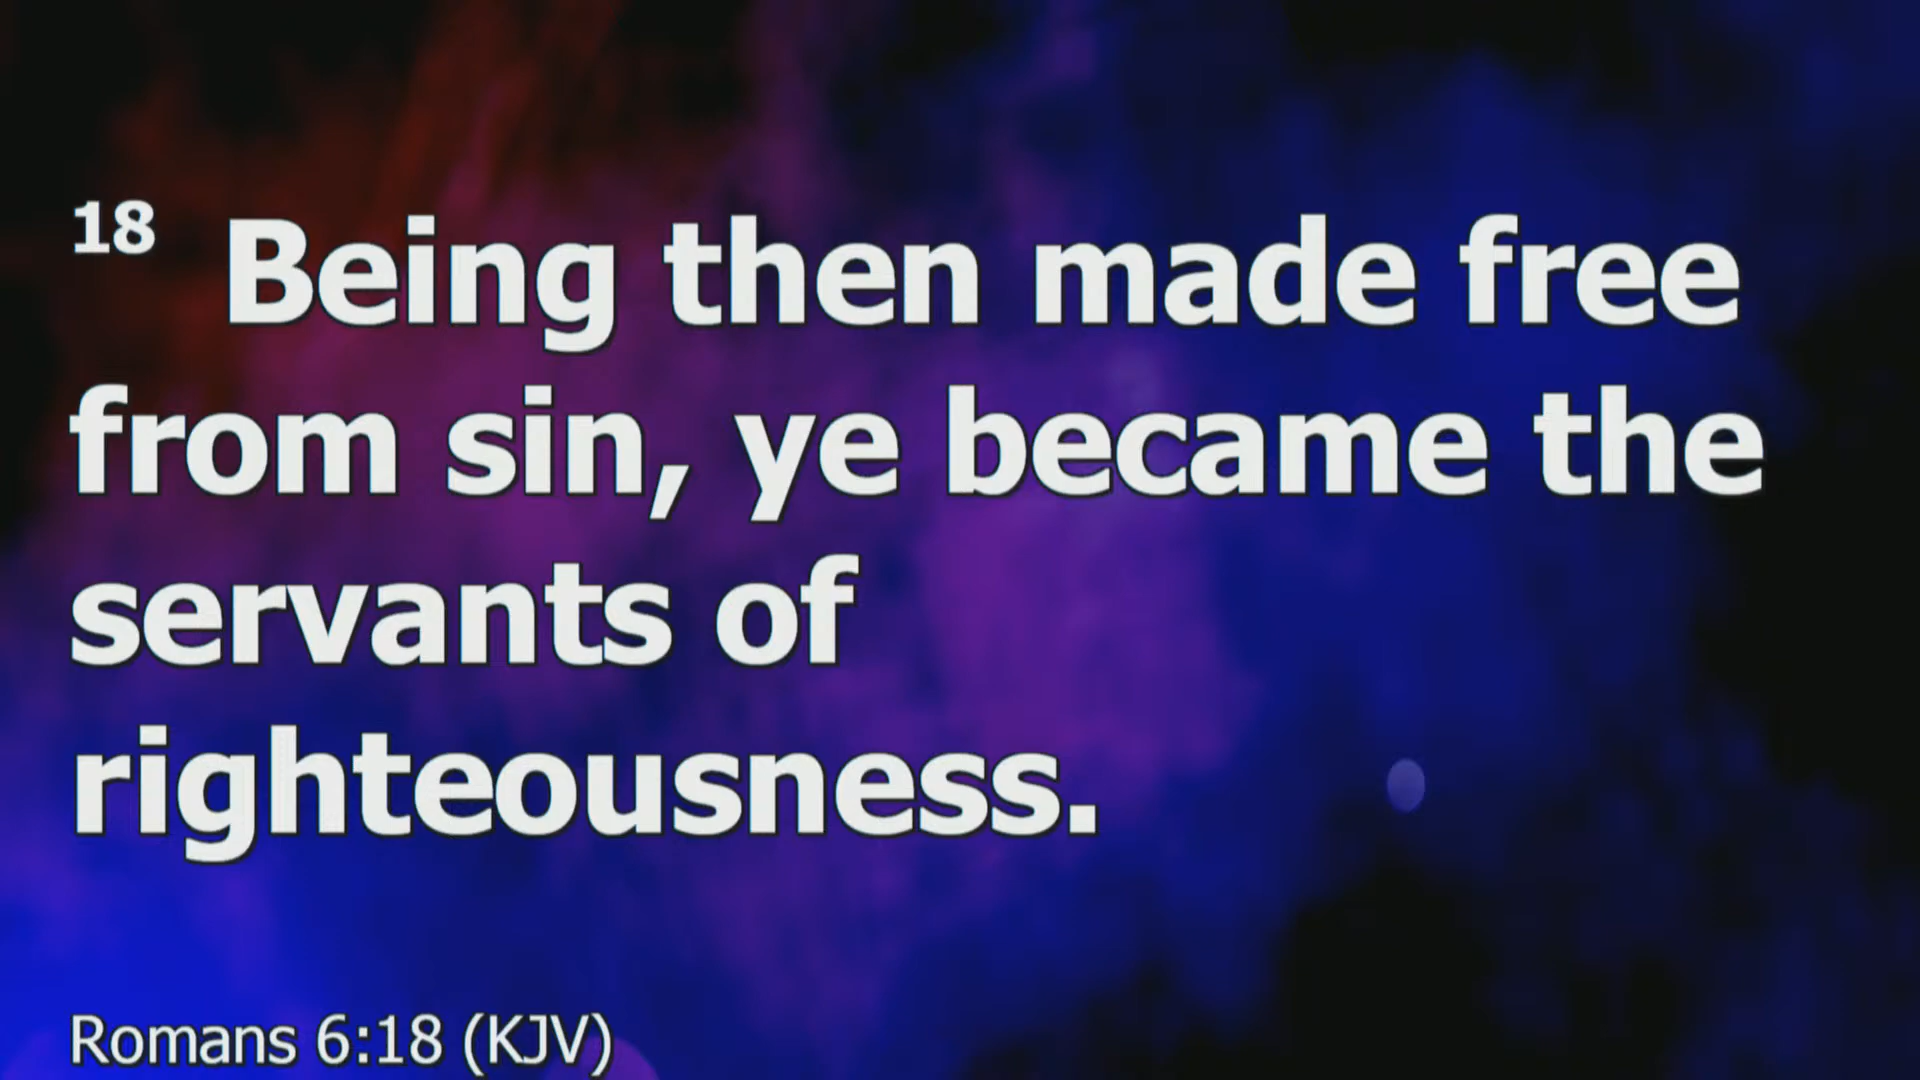 18 Being then made free
from sin, ye became the
servants of
righteousness.
Romans 6:18 (KJV)